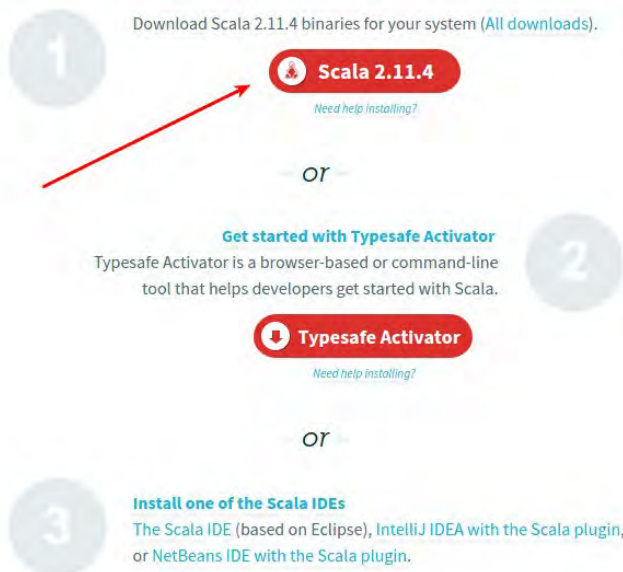 1
Download Scala 2.11.4 binaries for your system (All downloads).
Scala 2.11.4
Need help installing?
or
Get started with Typesafe Activator
Typesafe Activator is a browser-based or command-line
tool that helps developers get started with Scala.
2
Typesafe Activator
Need help installing?
or
3
Install one of the Scala IDEs
The Scala IDE (based on Eclipse), IntelliJ IDEA with the Scala plugin,
or NetBeans IDE with the Scala plugin.